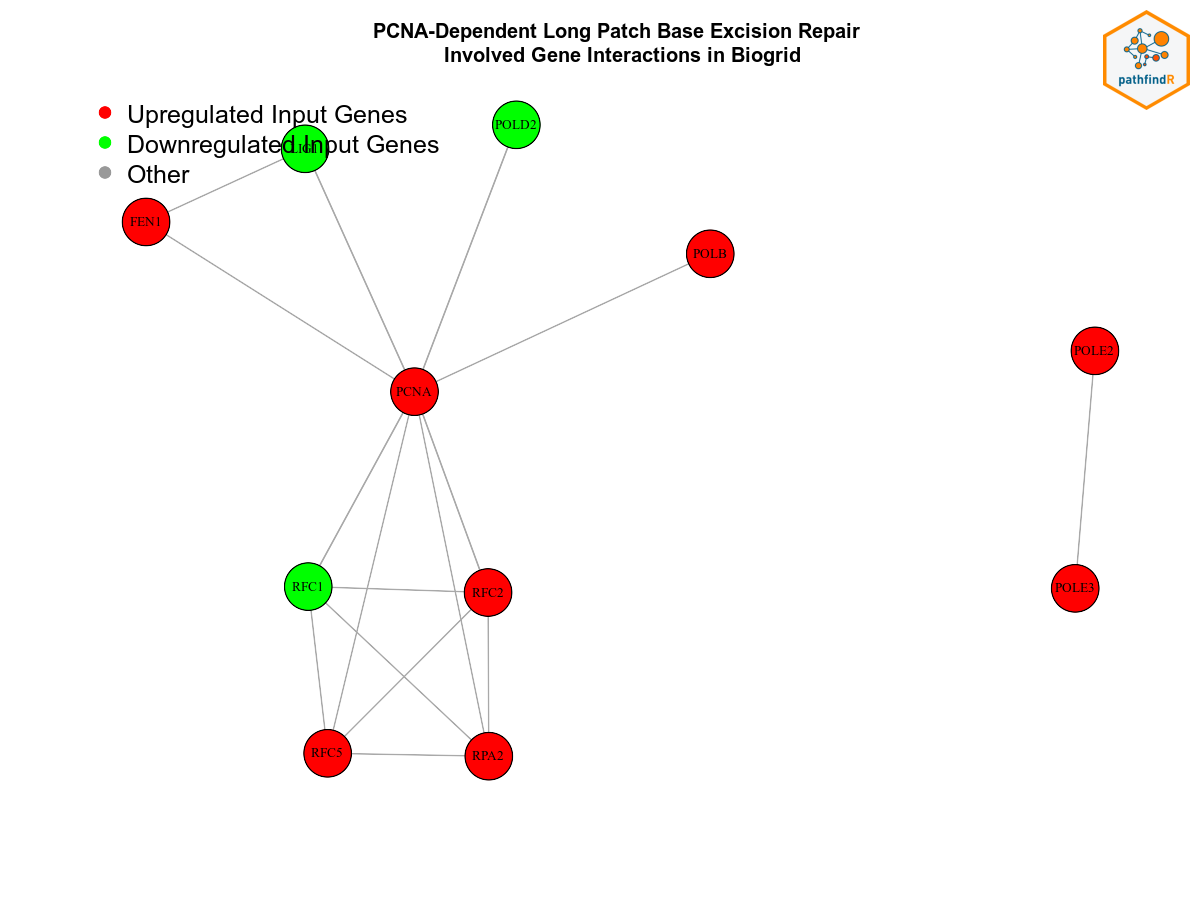 PCNA-Dependent Long Patch Base Excision Repair
Involved Gene Interactions in Biogrid
pathfindR
Upregulated Input Genes
Downregulated Input Genes
Other
LIG1
POLD2
FEN1
POLB
POLE2
PCNA
RFC1
RFC2
POLE3
RFC5
RPA2